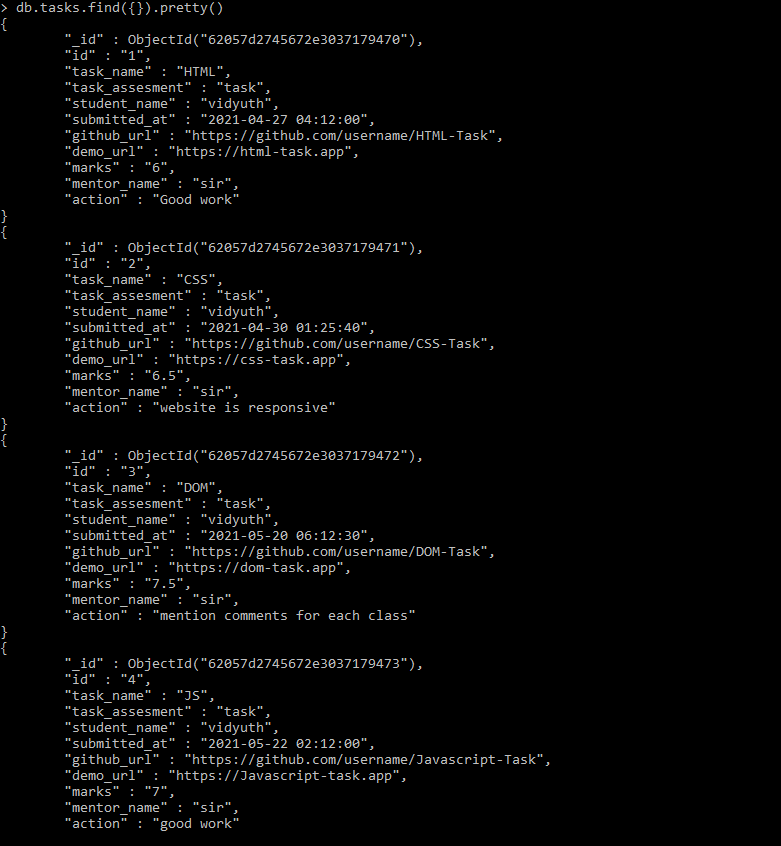 > db.tasks.find({}).pretty()
{
        "_id" : ObjectId("62057d2745672e3037179470"),
        "id" : "1",
        "task_name" : "HTML",
        "task_assesment" : "task",
        "student_name" : "vidyuth",
        "submitted_at" : "2021-04-27 04:12:00",
        "github_url" : "https://github.com/username/HTML-Task",
        "demo_url" : "https://html-task.app",
        "marks" : "6",
        "mentor_name" : "sir",
        "action" : "Good work"
}
{
        "_id" : ObjectId("62057d2745672e3037179471"),
        "id" : "2",
        "task_name" : "CSS",
        "task_assesment" : "task",
        "student_name" : "vidyuth",
        "submitted_at" : "2021-04-30 01:25:40",
        "github_url" : "https://github.com/username/CSS-Task",
        "demo_url" : "https://css-task.app",
        "marks" : "6.5",
        "mentor_name" : "sir",
        "action" : "website is responsive"
}
{
        "_id" : ObjectId("62057d2745672e3037179472"),
        "id" : "3",
        "task_name" : "DOM",
        "task_assesment" : "task",
        "student_name" : "vidyuth",
        "submitted_at" : "2021-05-20 06:12:30",
        "github_url" : "https://github.com/username/DOM-Task",
        "demo_url" : "https://dom-task.app",
        "marks" : "7.5",
        "mentor_name" : "sir",
        "action" : "mention comments for each class"
}
{
        "_id" : ObjectId("62057d2745672e3037179473"),
        "id" : "4",
        "task_name" : "JS",
        "task_assesment" : "task",
        "student_name" : "vidyuth",
        "submitted_at" : "2021-05-22 02:12:00",
        "github_url" : "https://github.com/username/Javascript-Task",
        "demo_url" : "https://Javascript-task.app",
        "marks" : "7",
        "mentor_name" : "sir",
        "action" : "good work"